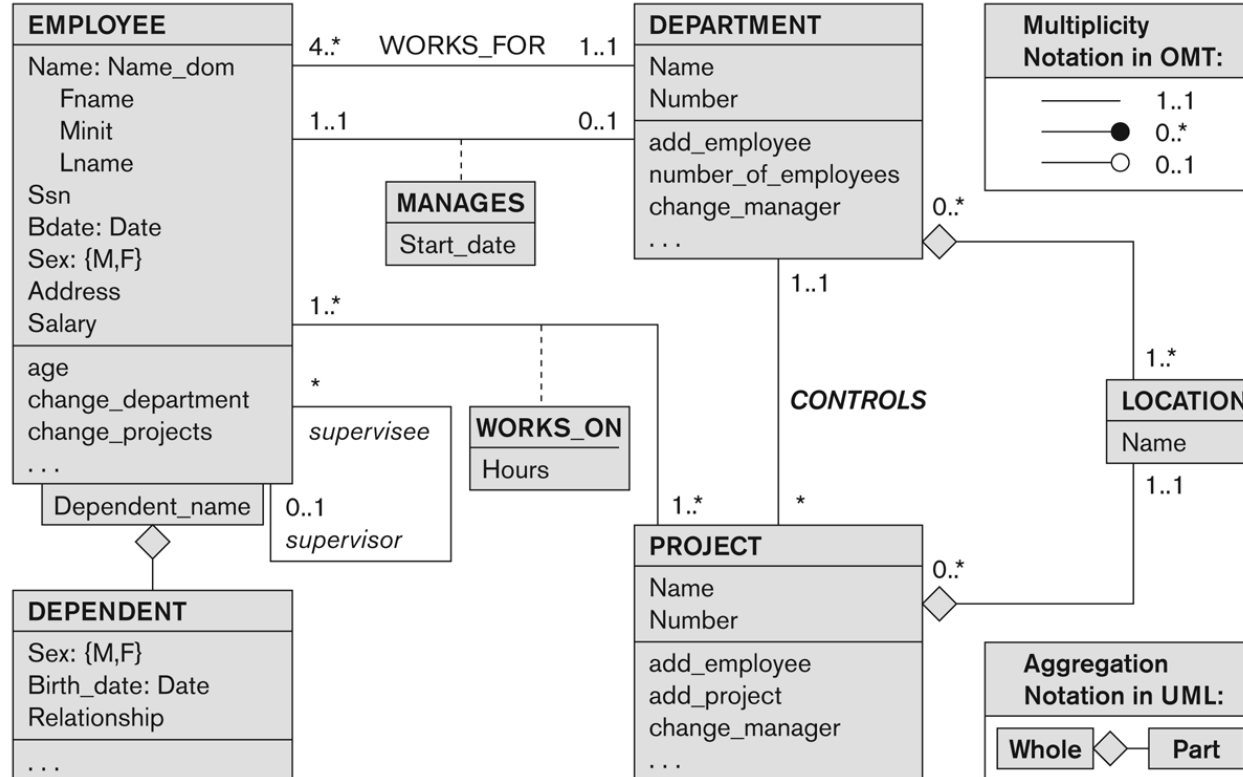 EMPLOYEE
Name: Name_dom
Fname
Minit
Lname
Ssn
Bdate: Date
Sex: {M,F}
Address
Salary
age
change_department
change_projects
. . .
Dependent_name
DEPENDENT
Sex: {M,F}
Birth_date: Date
Relationship
. . .
4..* WORKS_FOR 1..1
1..1 0..1
MANAGES
Start_date
1..*
WORKS_ON
Hours
1..*
*
supervisee
0..1
supervisor
DEPARTMENT
Name
Number
add_employee
number_of_employees
change_manager
. . .
1..1
CONTROLS
*
PROJECT
Name
Number
add_employee
add_project
change_manager
. . .
0..*
1..*
LOCATION
Name
1..1
0..*
Multiplicity
Notation in OMT:
1..1
0..*
0..1
Aggregation
Notation in UML:
Whole Part